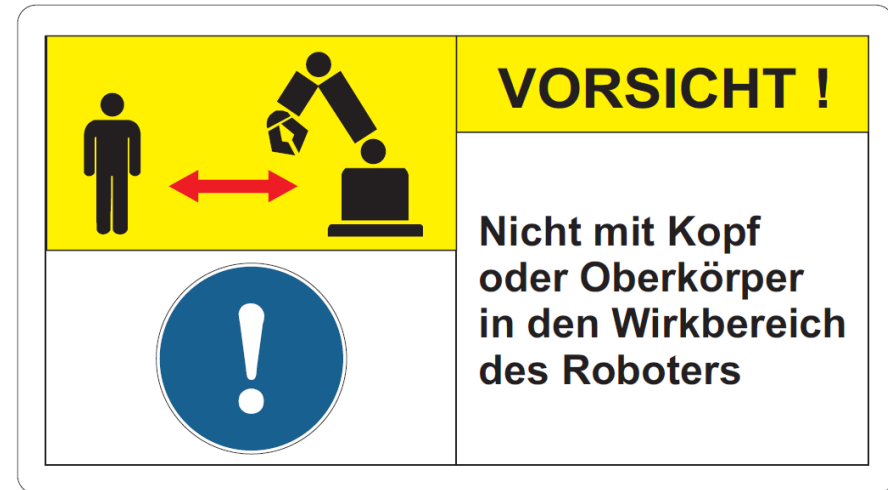 VORSICHT !
Nicht mit Kopf
oder Oberkörper
in den Wirkbereich
des Roboters